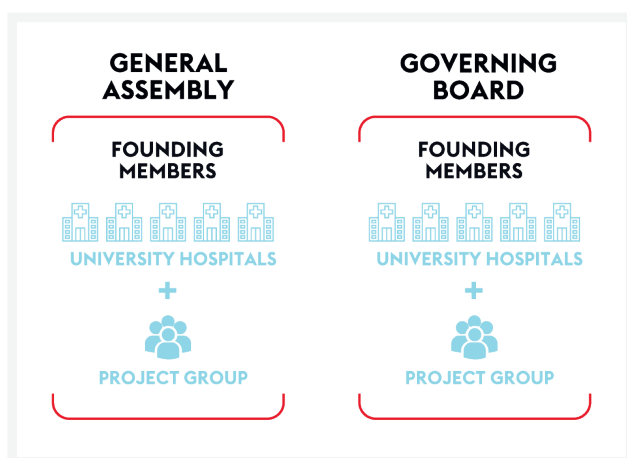 GENERAL
ASSEMBLY
FOUNDING
MEMBERS
UNIVERSITY HOSPITALS
+
PROJECT GROUP
GOVERNING
BOARD
FOUNDING
MEMBERS
UNIVERSITY HOSPITALS
+
PROJECT GROUP